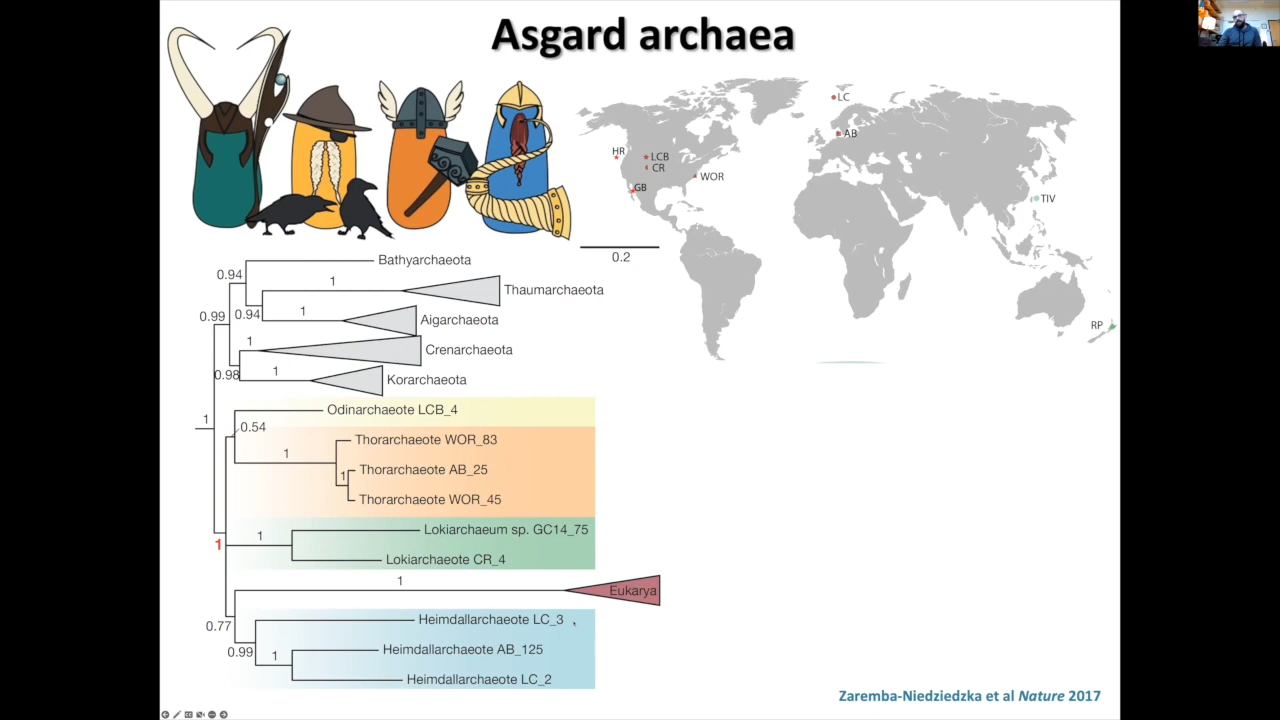 Asgard archaea
LC
AB
HR
LCB
CR
WOR
GB
TIV
RP
0.2
Bathyarchaeota
0.94
1
Thaumarchaeota
0.94
1
Aigarchaeota
0.99
1
Crenarchaeota
0.98
1
Korarchaeota
1
Odinarchaeote LCB_4
0.54
Thorarchaeote WOR_83
1
1
Thorarchaeote AB_25
Thorarchaeote WOR_45
1
Lokiarchaeum sp. GC14_75
1
Lokiarchaeote CR_4
1
Eukarya
0.77
Heimdallarchaeote LC_3
0.99
1
Heimdallarchaeote AB_125
Heimdallarchaeote LC_2
Zaremba-Niedziedzka et al Nature 2017